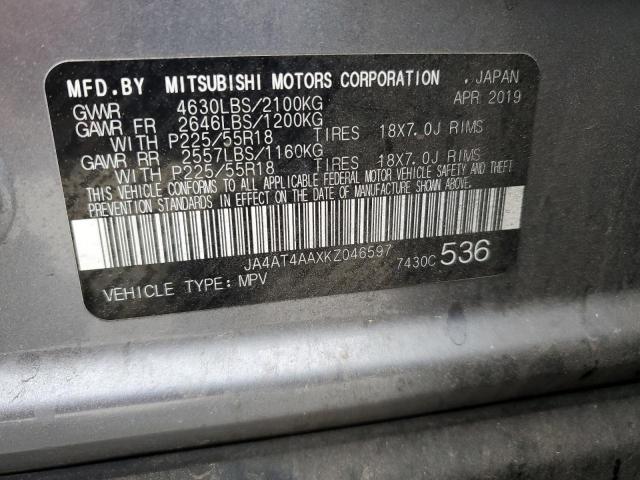 MFD.BY MITSUBISHI MOTORS CORPORATION . JAPAN
GVWR 4630LBS/2100KG APR 2019
GAWR FR 2646LBS/1200KG
WITH P225/55R18 TIRES 18X7.0J RIMS
GAWR RR 2557LBS/1160KG
WITH P225/55R18 TIRES 18X7.0J RIMS
THIS VEHICLE CONFORMS TO ALL APPLICABLE FEDERAL MOTOR VEHICLE SAFETY AND THEFT
PREVENTION STANDARDS IN EFFECT ON THE DATE OF MANUFACTURE SHOWN ABOVE.
JA4AT4AAXKZ046597 7430C 536
VEHICLE TYPE: MPV